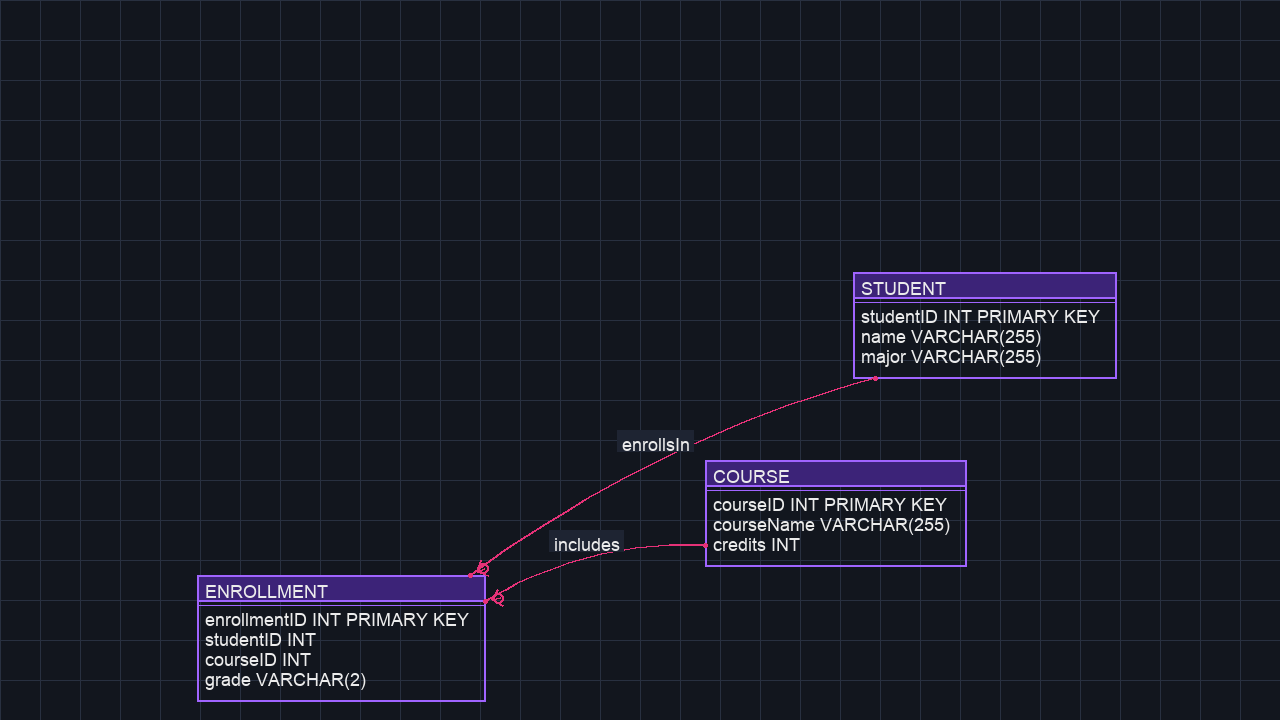 STUDENT
studentID INT PRIMARY KEY
name VARCHAR(255)
major VARCHAR(255)
enrollsIn
COURSE
courseID INT PRIMARY KEY
courseName VARCHAR(255)
credits INT
includes
ENROLLMENT
enrollmentID INT PRIMARY KEY
studentID INT
courseID INT
grade VARCHAR(2)